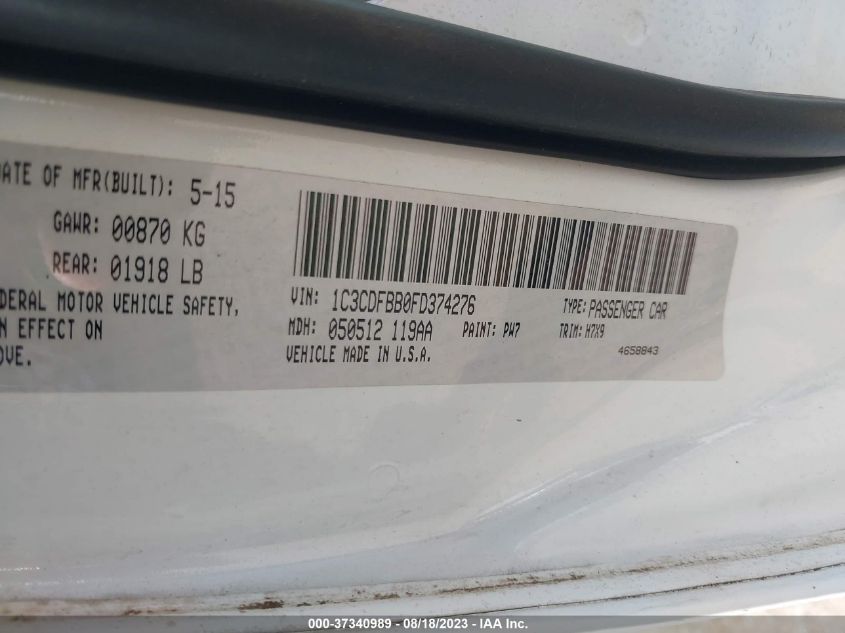 DATE OF MFR(BUILT): 5-15
GAWR: 00870 KG
REAR: 01918 LB
DERAL MOTOR VEHICLE SAFETY,
N EFFECT ON
OVE.
VIN: 1C3CDFBB0FD374276
TYPE: PASSENGER CAR
MDH: 050512 119AA
PAINT: PW7
TRIM: H7X9
VEHICLE MADE IN U.S.A.
4658843
000-37340989 - 08/18/2023 - IAA Inc.